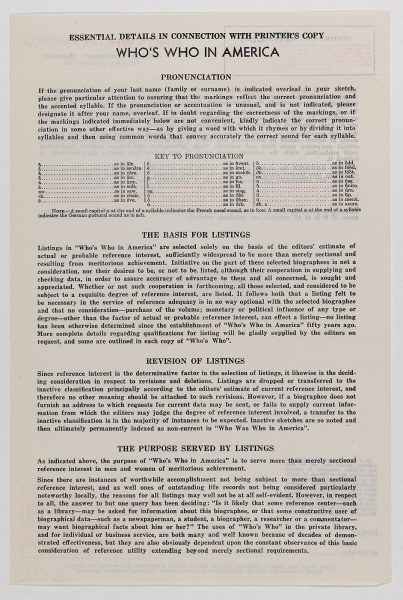 ESSENTIAL DETAILS IN CONNECTION WITH PRINTER'S COPY
WHO'S WHO IN AMERICA
PRONUNCIATION
If the pronunciation of your last name (family or surname) is indicated overleaf in your sketch,
please give particular attention to assuring that the markings reflect the correct pronunciation and
the accented syllable. If the pronunciation or accentuation is unusual, and is not indicated, please
designate it after your name, overleaf. If in doubt regarding the correctness of the markings, or if
the markings indicated immediately below are not convenient, kindly indicate the correct pronun-
ciation in some other effective way—as by giving a word with which it rhymes or by dividing it into
syllables and then using common words that convey accurately the correct sound for each syllable.
KEY TO PRONUNCIATION
NOTE.—A small capital N at the end of a syllable indicates the French nasal sound, as in bon. A small capital K at the end of a syllable
indicates the German guttural sound as in ach.
THE BASIS FOR LISTINGS
Listings in "Who's Who in America" are selected solely on the basis of the editors' estimate of
actual or probable reference interest, sufficiently widespread to be more than merely sectional and
resulting from meritorious achievement. Initiative on the part of these selected biographees is not a
consideration, nor their desires to be, or not to be, listed, although their cooperation in supplying and
checking data, in order to assure accuracy of advantage to them and all concerned, is sought and
appreciated. Whether or not such cooperation is forthcoming, all those selected, and considered to be
subject to a requisite degree of reference interest, are listed. It follows both that a listing felt to
be necessary in the service of reference adequacy is in no way optional with the selected biographee
and that no consideration—purchase of the volume; monetary or political influence of any type or
degree—other than the factor of actual or probable reference interest, can effect a listing—no listing
has been otherwise determined since the establishment of "Who's Who in America" fifty years ago.
More complete details regarding qualifications for listing will be gladly supplied by the editors on
request, and some are outlined in each copy of "Who's Who".
REVISION OF LISTINGS
Since reference interest is the determinative factor in the selection of listings, it likewise is the decid-
ing consideration in respect to revisions and deletions. Listings are dropped or transferred to the
inactive classification principally according to the editors' estimate of current reference interest, and
therefore no other meaning should be attached to such revisions. However, if a biographee does not
furnish an address to which requests for current data may be sent, or fails to supply current infor-
mation from which the editors may judge the degree of reference interest involved, a transfer to the
inactive classification is in the majority of instances to be expected. Inactive sketches are so noted and
then ultimately permanently indexed as non-current in "Who Was Who in America".
THE PURPOSE SERVED BY LISTINGS
As indicated above, the purpose of "Who's Who in America" is to serve more than merely sectional
reference interest in men and women of meritorious achievement.
Since there are instances of worthwhile accomplishment not being subject to more than sectional
reference interest, and as well ones of outstanding life records not being considered particularly
noteworthy locally, the reasons for all listings may well not be at all self-evident. However, in respect
to all, the answer to but one query has been deciding: "Is it likely that some reference center—such
as a library—may be asked for information about this biographee, or that some constructive user of
biographical data—such as a newspaperman, a student, a biographer, a researcher or a commentator—
may want biographical facts about him or her?" The uses of "Who's Who" in the private library,
and for individual or business service, are both many and well known because of decades of demon-
strated effectiveness, but they are also obviously dependent upon the constant observance of this basic
consideration of reference utility extending beyond merely sectional requirements.